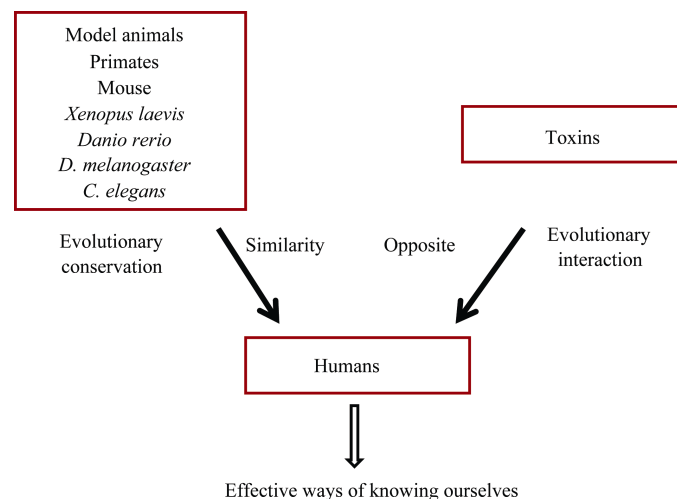 Model animals
Primates
Mouse
Xenopus laevis
Danio rerio
D. melanogaster
C. elegans
Toxins
Evolutionary
conservation
Similarity
Opposite
Evolutionary
interaction
Humans
Effective ways of knowing ourselves